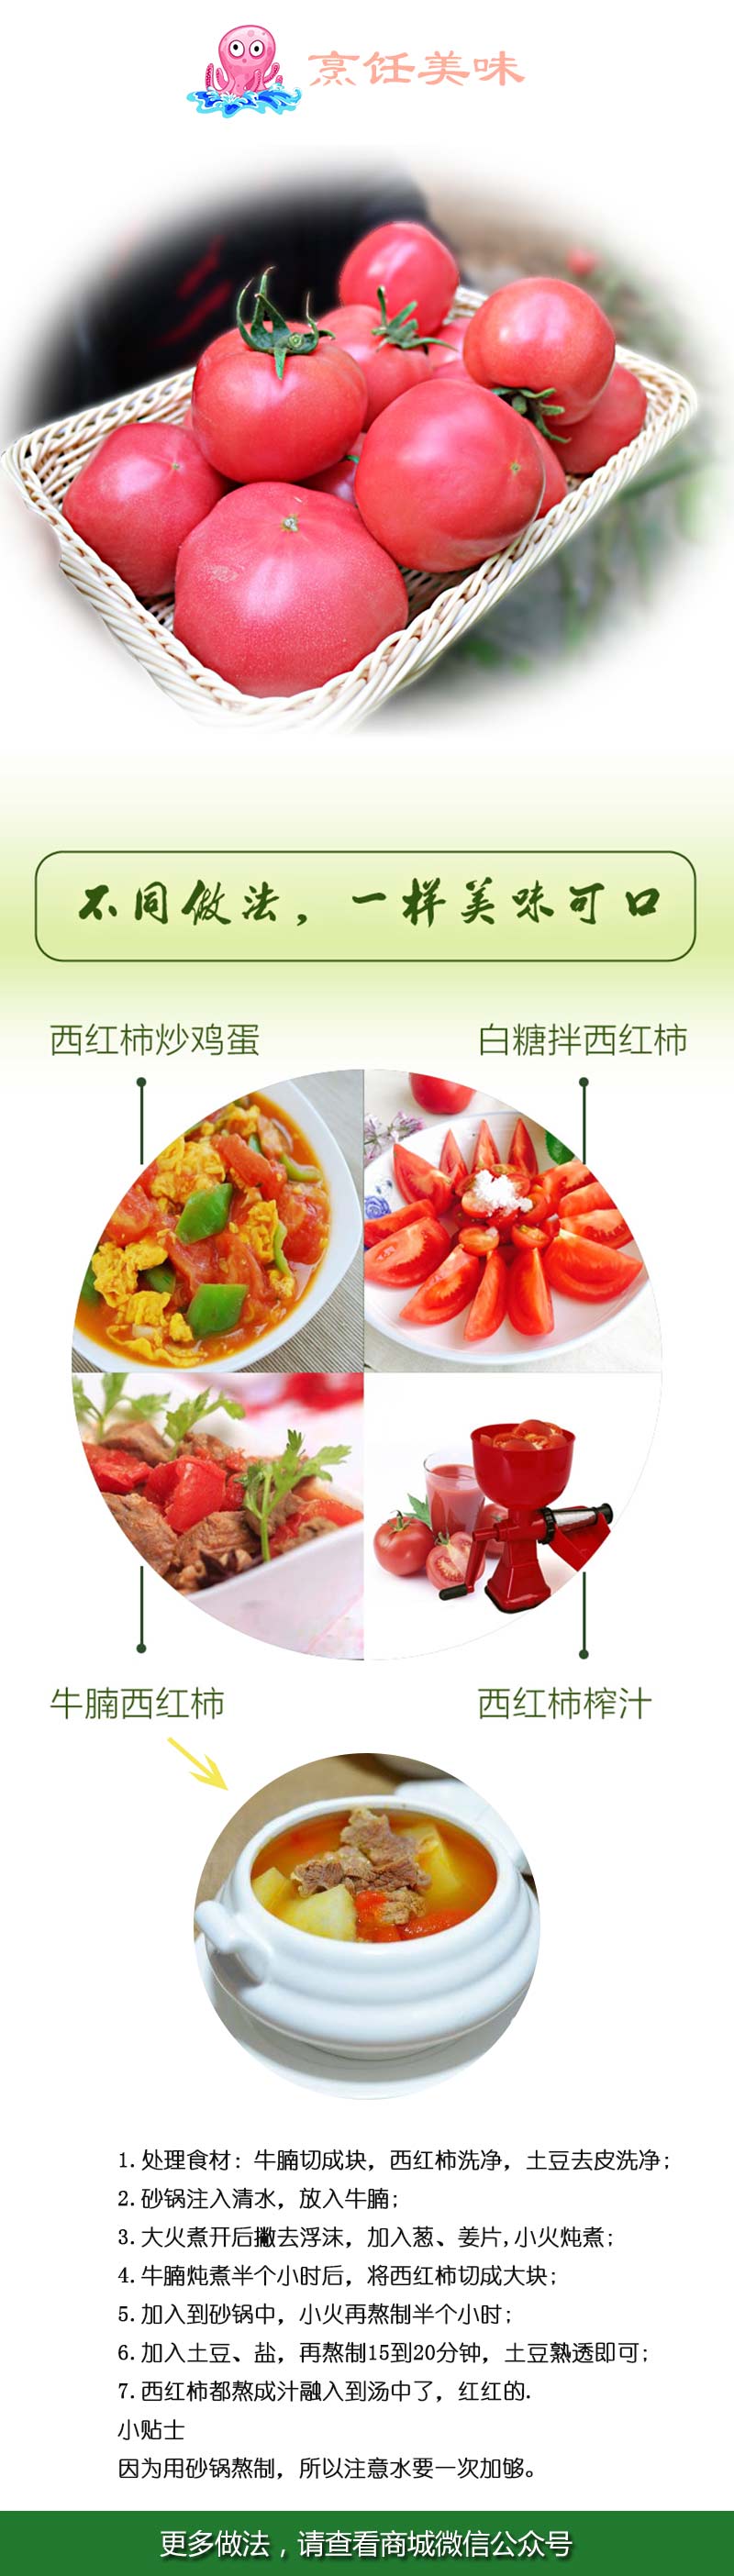 烹饪美味
不同做法，一样美味可口
西红柿炒鸡蛋
白糖拌西红柿
牛腩西红柿
西红柿榨汁
1.处理食材：牛腩切成块，西红柿洗净，土豆去皮洗净；
2.砂锅注入清水，放入牛腩；
3.大火煮开后撇去浮沫，加入葱、姜片,小火炖煮；
4.牛腩炖煮半个小时后，将西红柿切成大块；
5.加入到砂锅中，小火再熬制半个小时；
6.加入土豆、盐，再熬制15到20分钟，土豆熟透即可；
7.西红柿都熬成汁融入到汤中了，红红的.
小贴士
因为用砂锅熬制，所以注意水要一次加够。
更多做法，请查看商城微信公众号